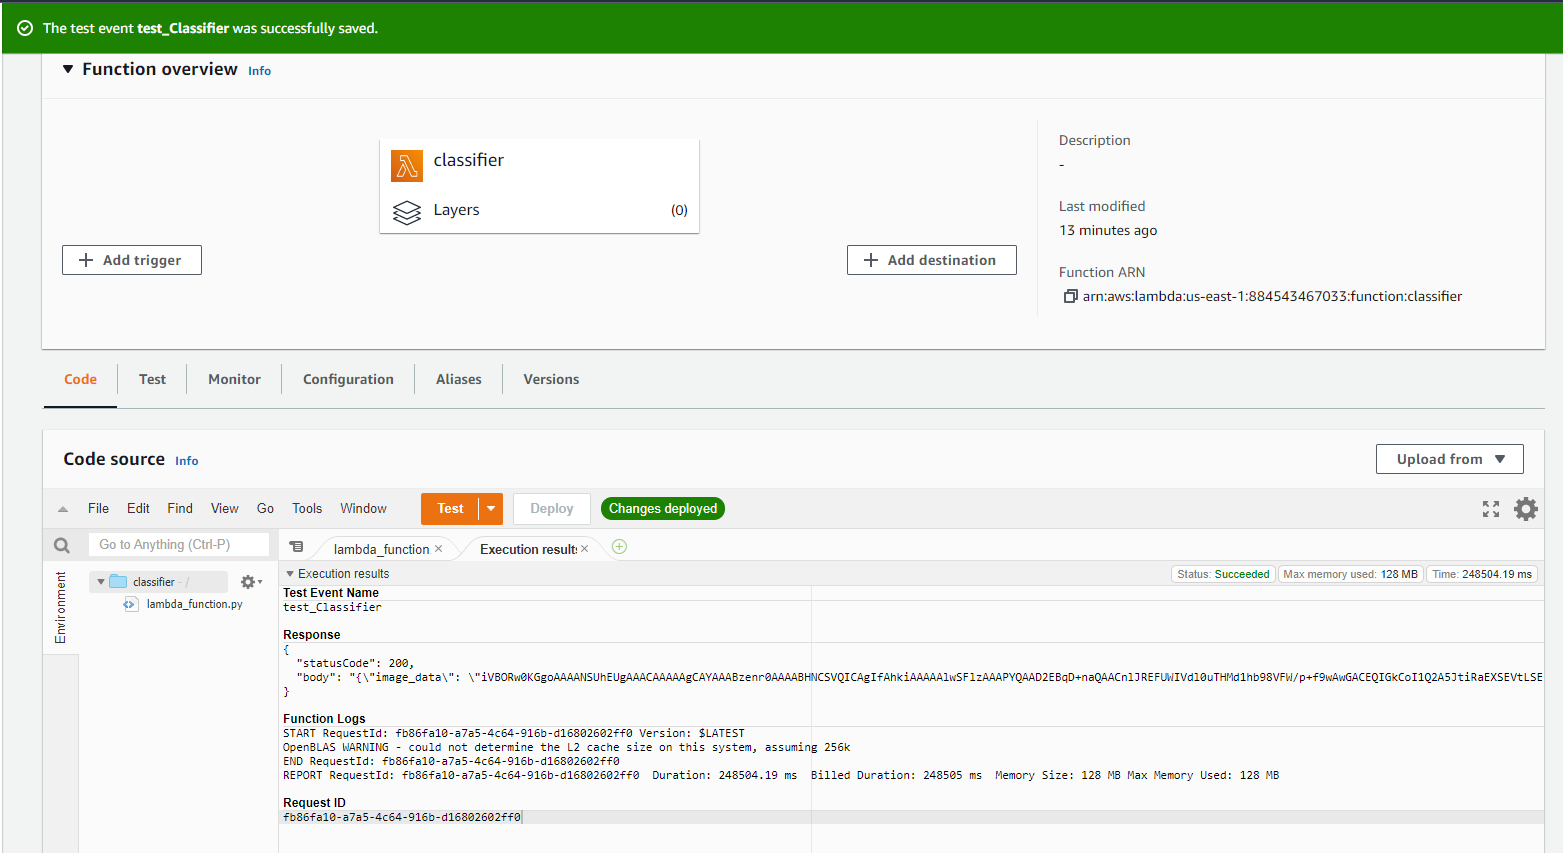 The test event test_Classifier was successfully saved.
Function overview Info
classifier
Layers (0)
Add trigger
Add destination
Description
-
Last modified
13 minutes ago
Function ARN
arn:aws:lambda:us-east-1:884543467033:function:classifier
Code Test Monitor Configuration Aliases Versions
Code source Info
Upload from
File Edit Find View Go Tools Window Test Deploy Changes deployed
Go to Anything (Ctrl-P)
lambda_function × Execution results ×
Environment
classifier - /
lambda_function.py
Execution results
Status: Succeeded Max memory used: 128 MB Time: 248504.19 ms
Test Event Name
test_Classifier
Response
{
"statusCode": 200,
"body": "{\"image_data\": \"iVBORw0KGgoAAAANSUhEUgAAACAAAAAgCAYAAABzenr0AAAABHNCSVQICAgIfAhkiAAAAAlwSFlzAAAPYQAAD2EBqD+naQAACnlJREFUWIVdl0uTHMd1hb98VFW/p+f9wAwGACEQIGkCoI1Q2A5JtiRaEXSEVtLSE
}
Function Logs
START RequestId: fb86fa10-a7a5-4c64-916b-d16802602ff0 Version: $LATEST
OpenBLAS WARNING - could not determine the L2 cache size on this system, assuming 256k
END RequestId: fb86fa10-a7a5-4c64-916b-d16802602ff0
REPORT RequestId: fb86fa10-a7a5-4c64-916b-d16802602ff0 Duration: 248504.19 ms Billed Duration: 248505 ms Memory Size: 128 MB Max Memory Used: 128 MB
Request ID
fb86fa10-a7a5-4c64-916b-d16802602ff0